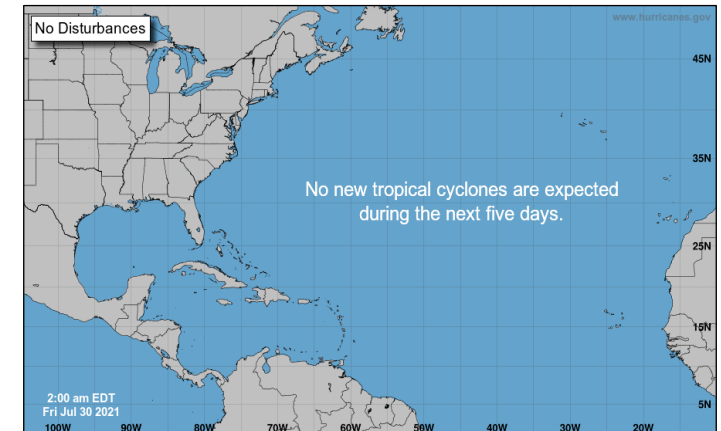 No Disturbances
www.hurricanes.gov
45N
35N
No new tropical cyclones are expected
during the next five days.
25N
15N
2:00 am EDT
Fri Jul 30 2021
5N
100W 90W 80W 70W 60W 50W 40W 30W 20W